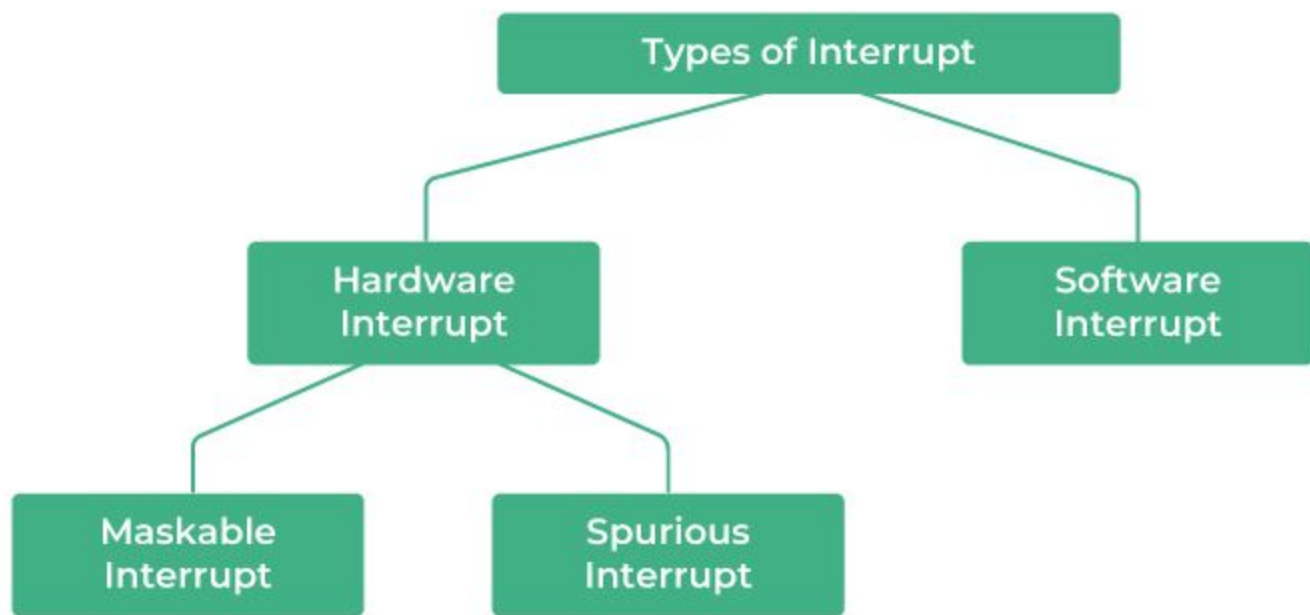 Types of Interrupt
Hardware
Interrupt
Software
Interrupt
Maskable
Interrupt
Spurious
Interrupt